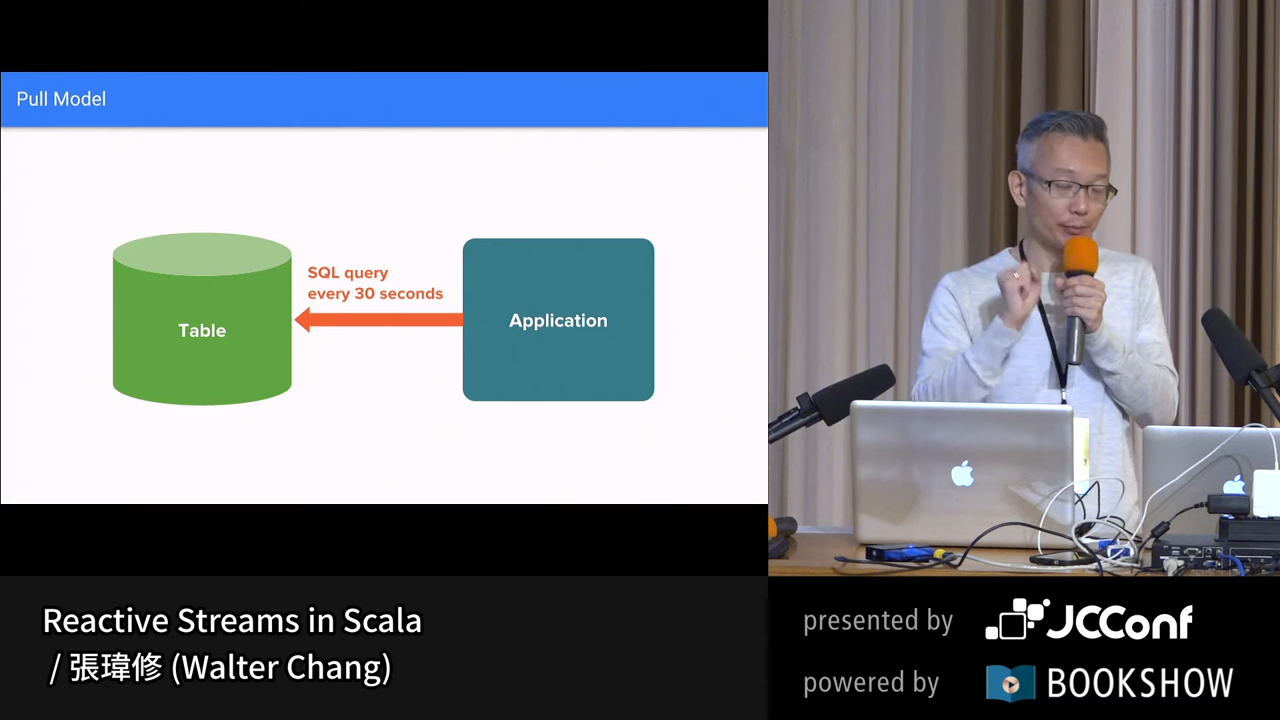 Pull Model
SQL query
every 30 seconds
Table
Application
Reactive Streams in Scala
/ 張瑋修 (Walter Chang)
presented by JCConf
powered by BOOKSHOW